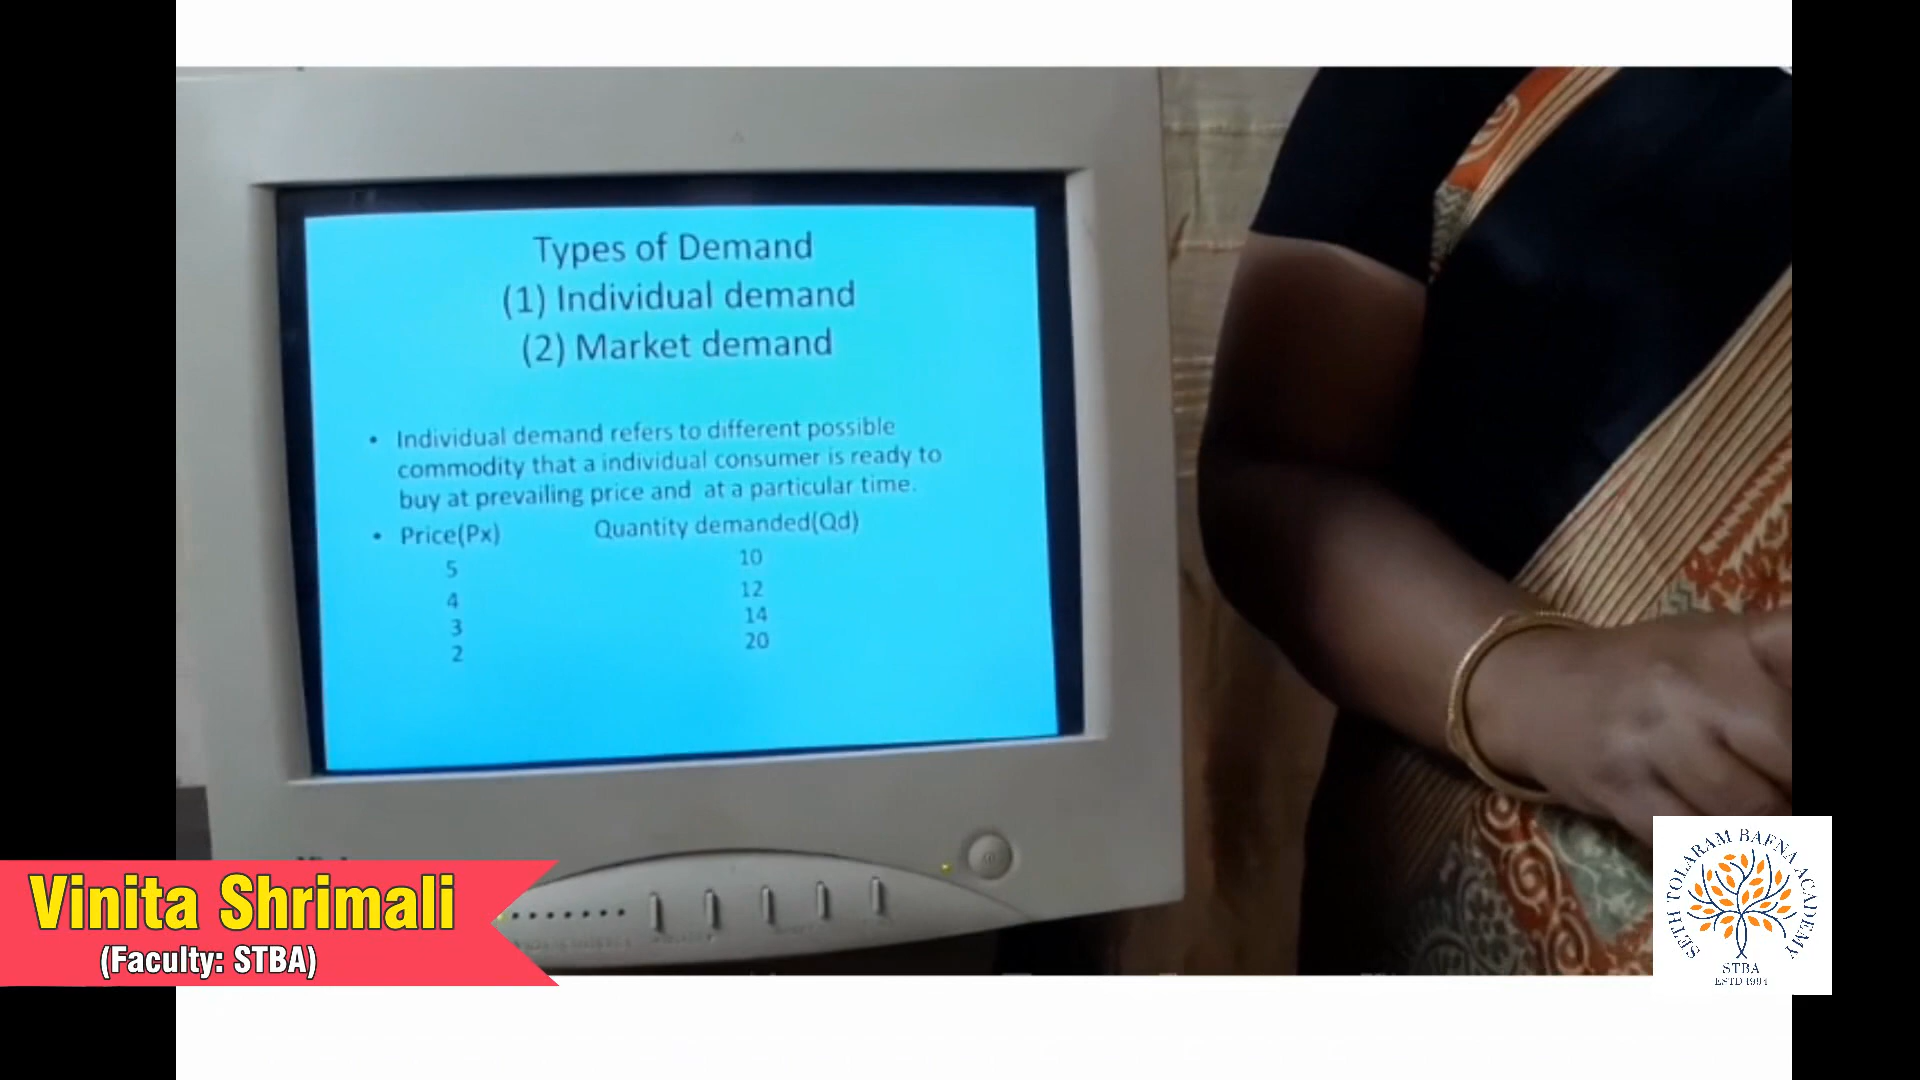 Types of Demand
(1) Individual demand
(2) Market demand
• Individual demand refers to different possible
commodity that a individual consumer is ready to
buy at prevailing price and at a particular time.
• Price(Px) Quantity demanded(Qd)
5 10
4 12
3 14
2 20
Vinita Shrimali
(Faculty: STBA)
SETH TOLARAM BAFNA ACADEMY
STBA
ESTD 1994